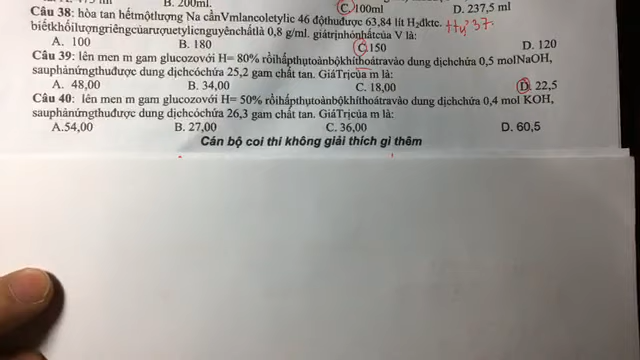 B. 200ml. C. 100ml D. 237,5 ml
Câu 38: hòa tan hếtmộtlượng Na cầnVmlancoletylic 46 độthuđược 63,84 lít H₂đktc. Hự 37.
biếtkhốilượngriêngcuarượuetylicnguyênchấtlà 0,8 g/ml. giátrịnhỏnhấtcủa V là:
A. 100 B. 180 C. 150 D. 120
Câu 39: lên men m gam glucozơvới H= 80% rồihấpthụtoànbộkhíthoátravào dung dịchchứa 0,5 molNaOH,
sauphảnứngthuđược dung dịchcóchứa 25,2 gam chất tan. GiáTrịcủa m là:
A. 48,00 B. 34,00 C. 18,00 D. 22,5
Câu 40: lên men m gam glucozơvới H= 50% rồihấpthụtoànbộkhíthoátravào dung dịchchứa 0,4 mol KOH,
sauphảnứngthuđược dung dịchcóchứa 26,3 gam chất tan. GiáTrịcủa m là:
A.54,00 B. 27,00 C. 36,00 D. 60,5
Cán bộ coi thi không giải thích gì thêm